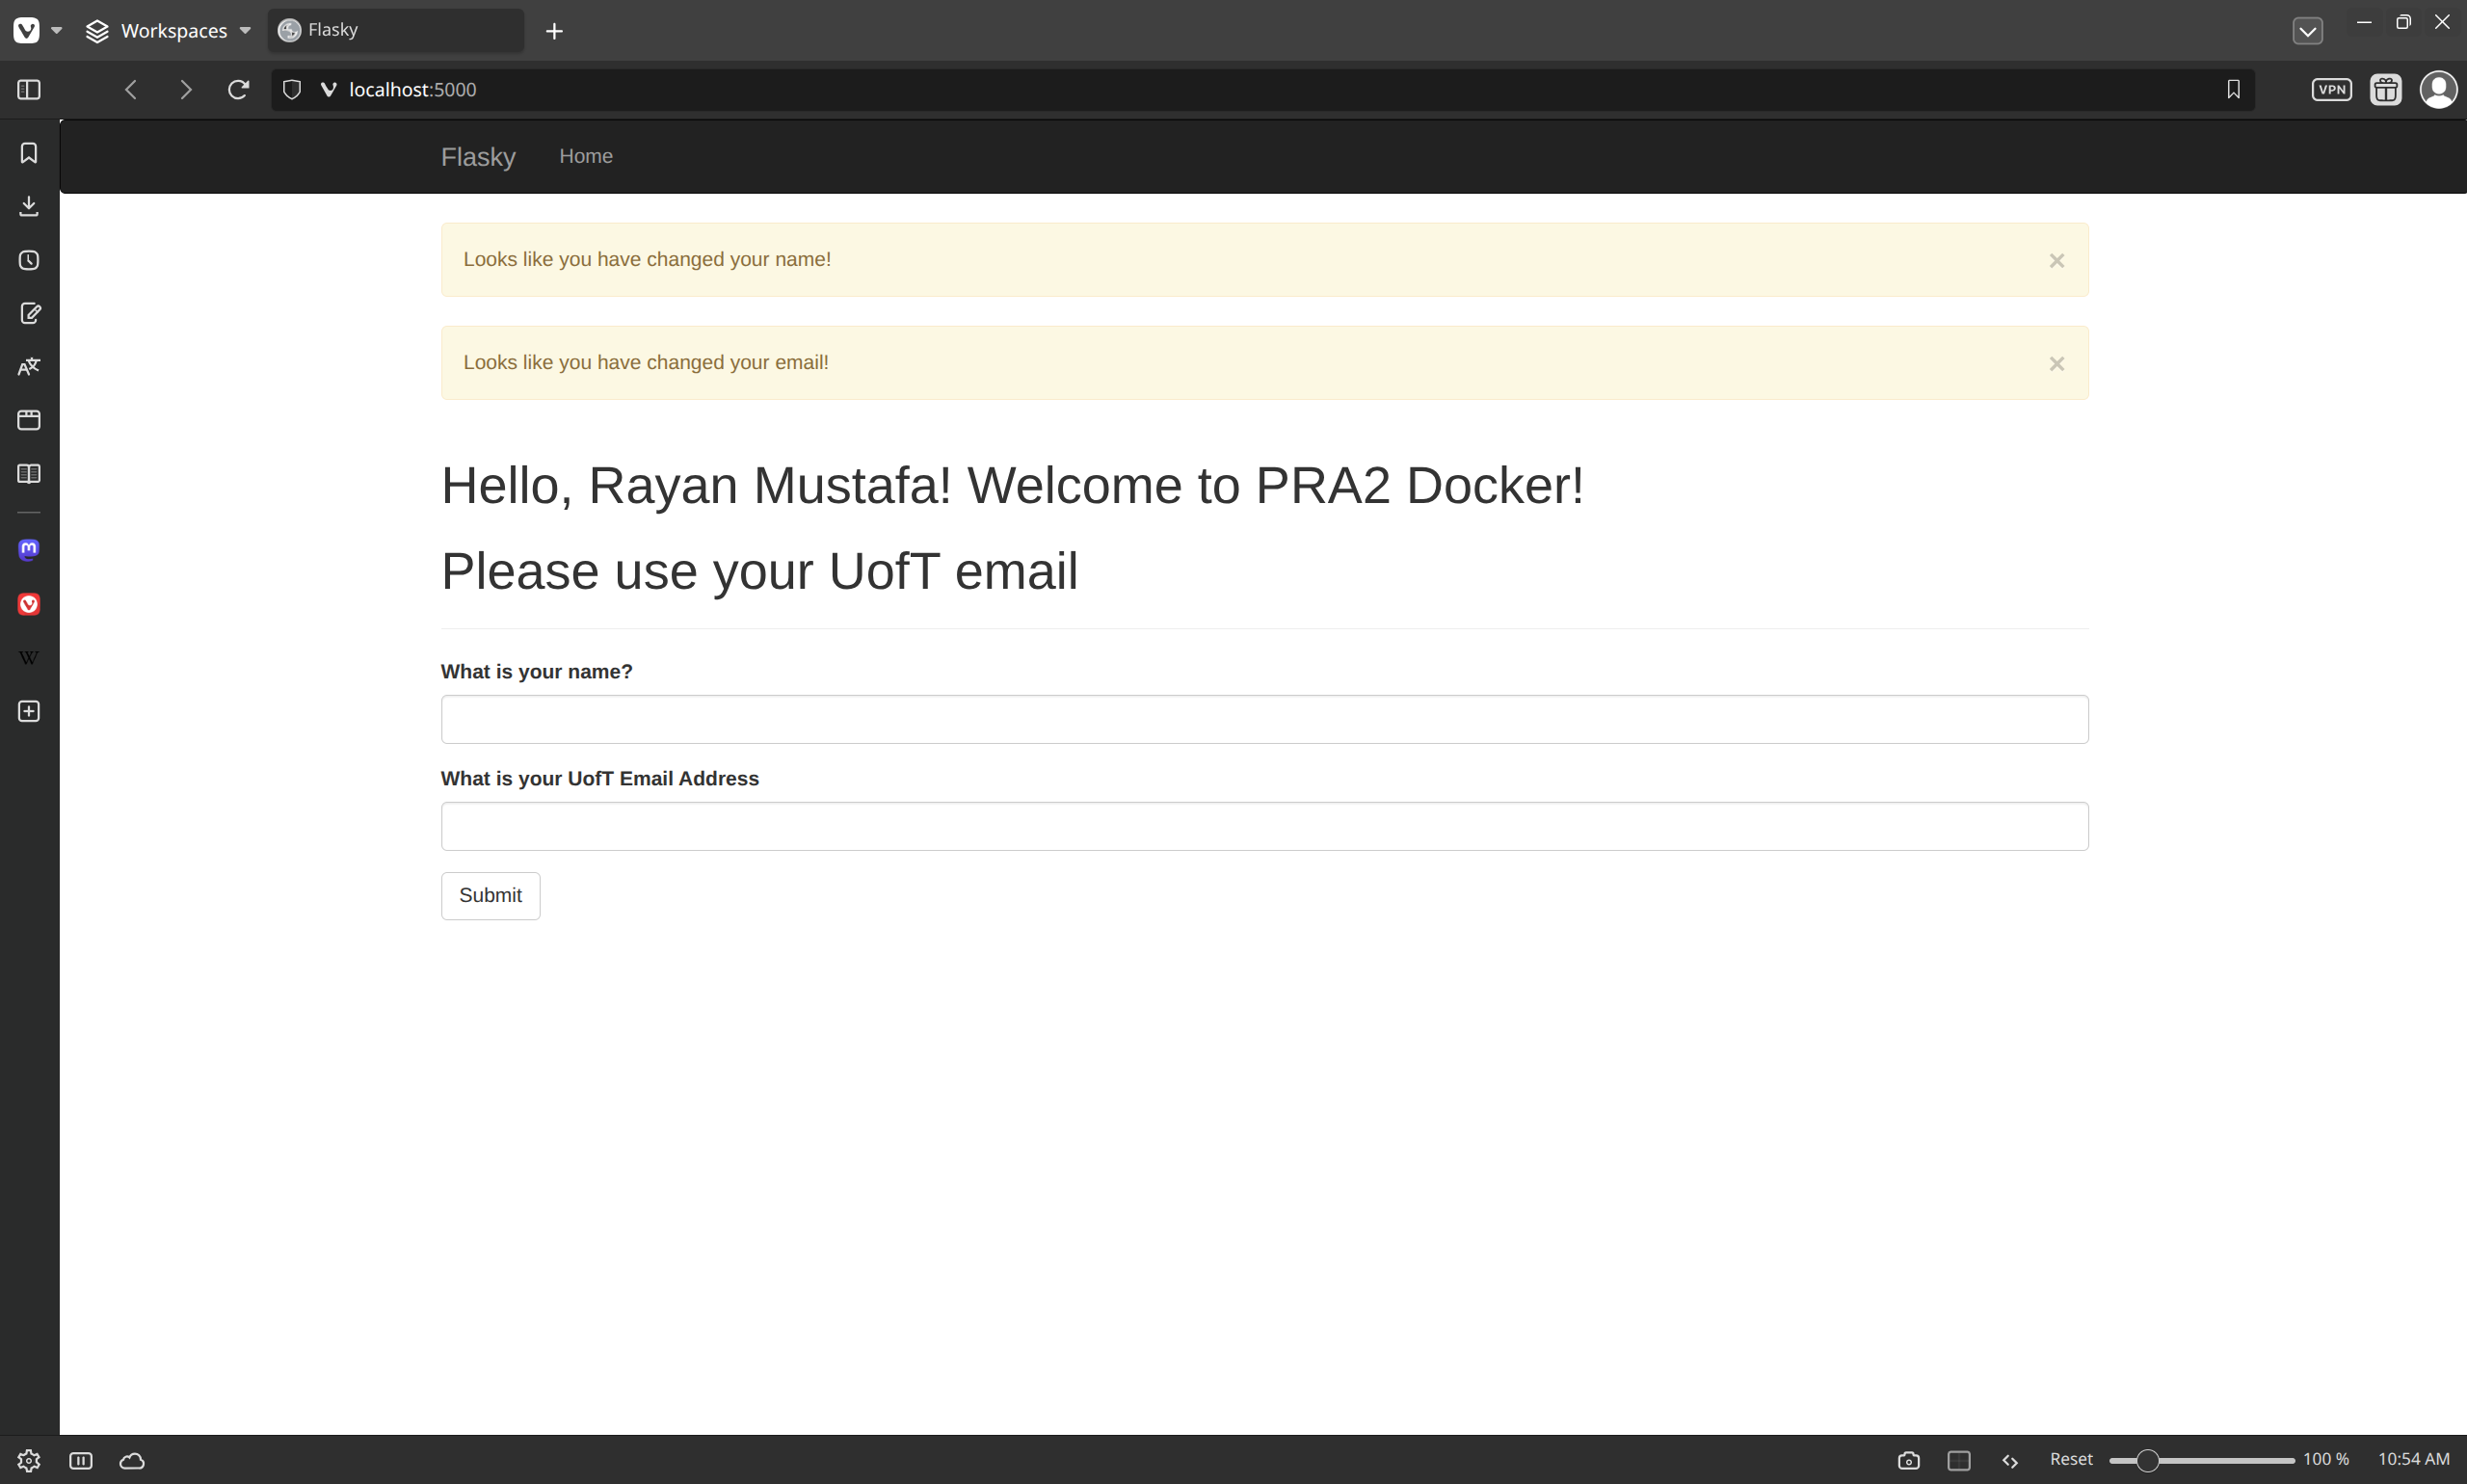 Workspaces
Flasky
localhost:5000
VPN
Flasky Home
Looks like you have changed your name! ×
Looks like you have changed your email! ×
Hello, Rayan Mustafa! Welcome to PRA2 Docker!
Please use your UofT email
What is your name?
What is your UofT Email Address
Submit
W
Reset 100 % 10:54 AM